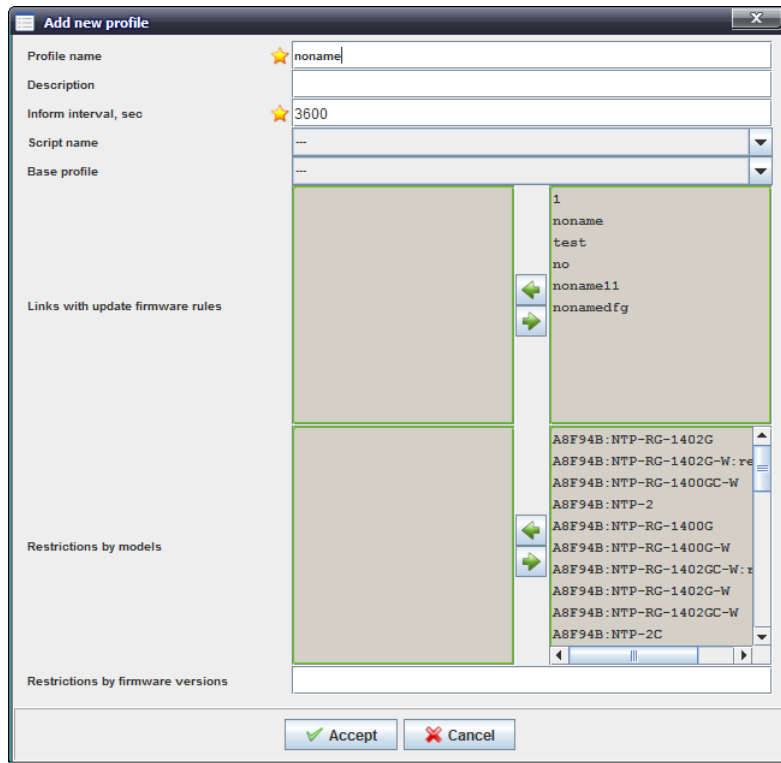 Add new profile
Profile name
noname
Description
Inform interval, sec
3600
Script name
---
Base profile
---
Links with update firmware rules
1
noname
test
no
noname11
nonamedfg
Restrictions by models
A8F94B:NTP-RG-1402G
A8F94B:NTP-RG-1402G-W:re
A8F94B:NTP-RG-1400GC-W
A8F94B:NTP-2
A8F94B:NTP-RG-1400G
A8F94B:NTP-RG-1400G-W
A8F94B:NTP-RG-1402GC-W:r
A8F94B:NTP-RG-1402G-W
A8F94B:NTP-RG-1402GC-W
A8F94B:NTP-2C
Restrictions by firmware versions
Accept
Cancel